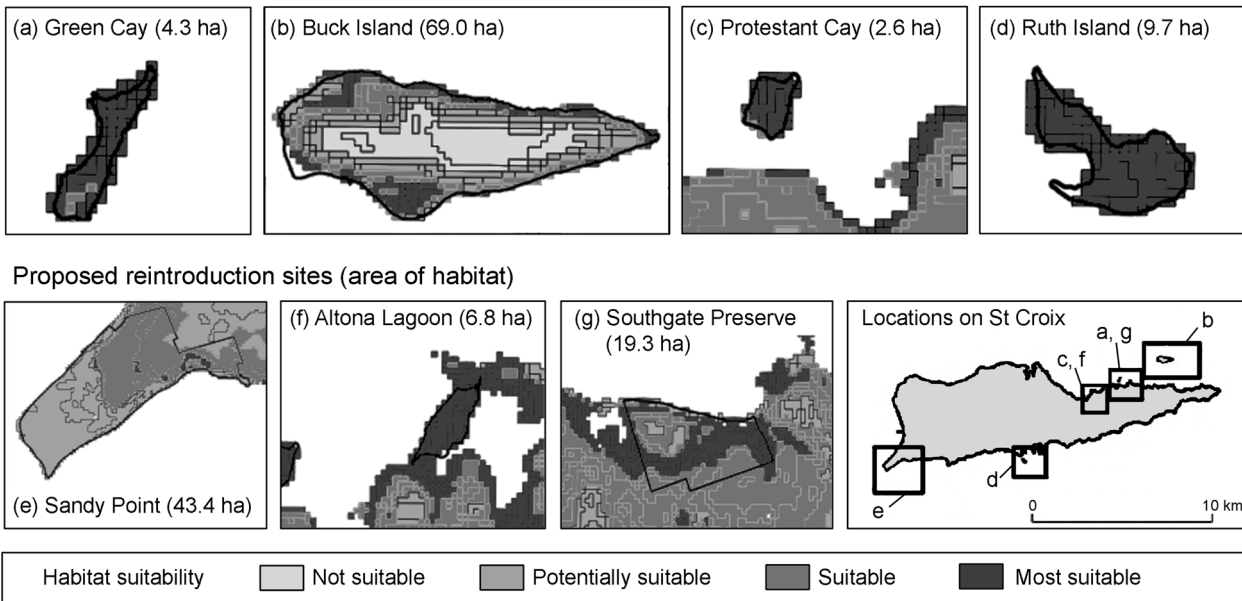 (a) Green Cay (4.3 ha)
(b) Buck Island (69.0 ha)
(c) Protestant Cay (2.6 ha)
(d) Ruth Island (9.7 ha)
Proposed reintroduction sites (area of habitat)
(e) Sandy Point (43.4 ha)
(f) Altona Lagoon (6.8 ha)
(g) Southgate Preserve
(19.3 ha)
Locations on St Croix
a, g
b
c, f
d
e
0
10 km
Habitat suitability
Not suitable
Potentially suitable
Suitable
Most suitable